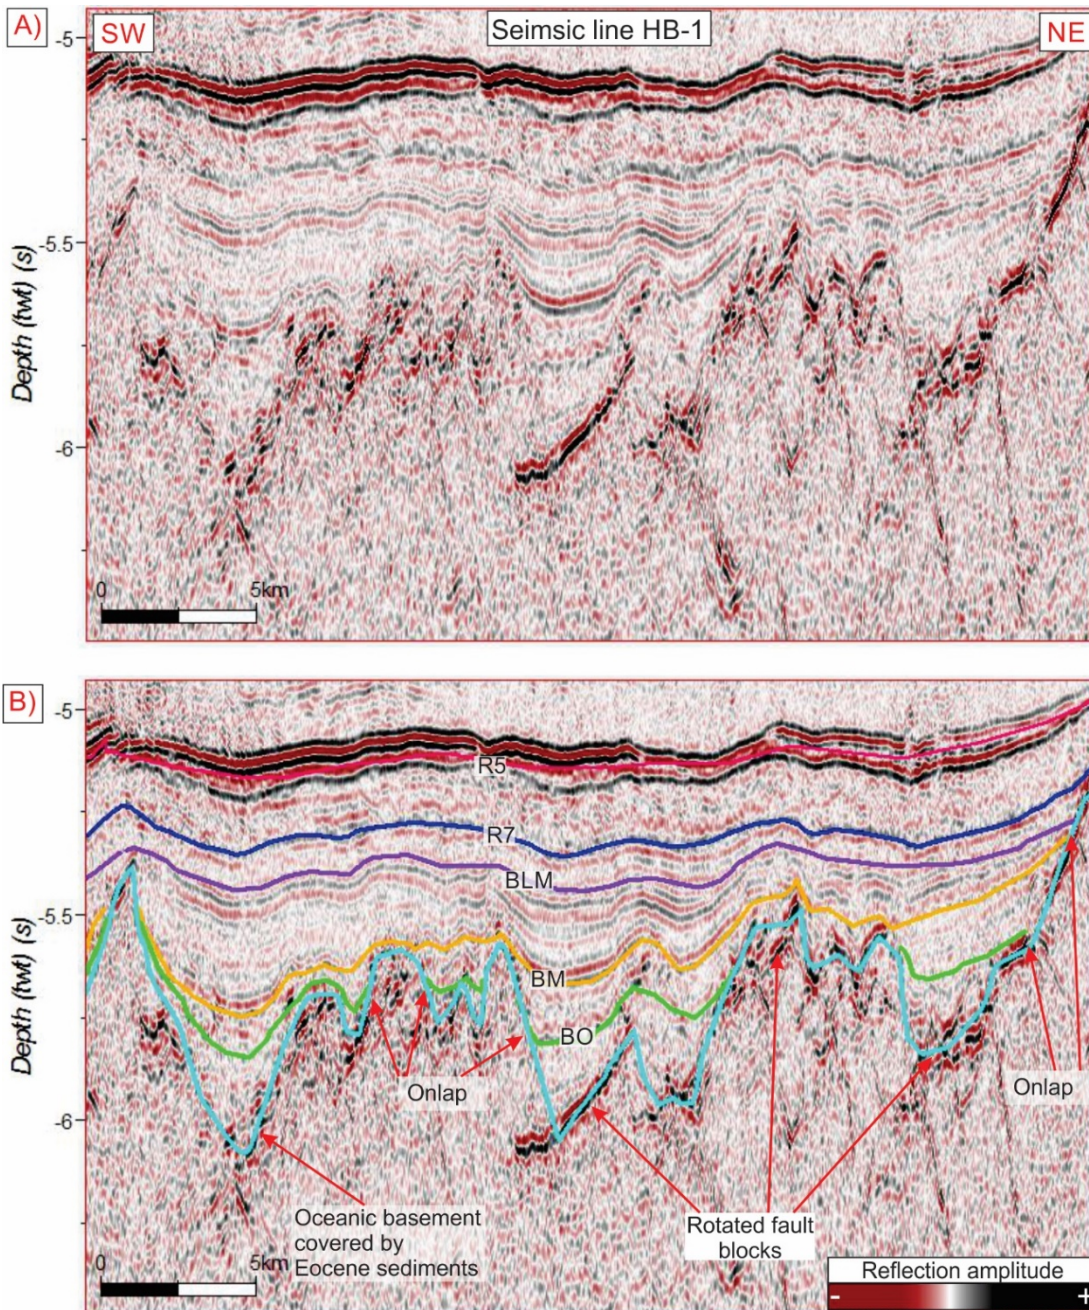 A)
SW
Seimsic line HB-1
NE
-5
-5.5
-6
Depth (twt) (s)
0
5km
B)
-5
R5
R7
BLM
-5.5
BM
BO
Depth (twt) (s)
Onlap
Onlap
-6
Oceanic basement
covered by
Eocene sediments
Rotated fault
blocks
0
5km
Reflection amplitude
- +